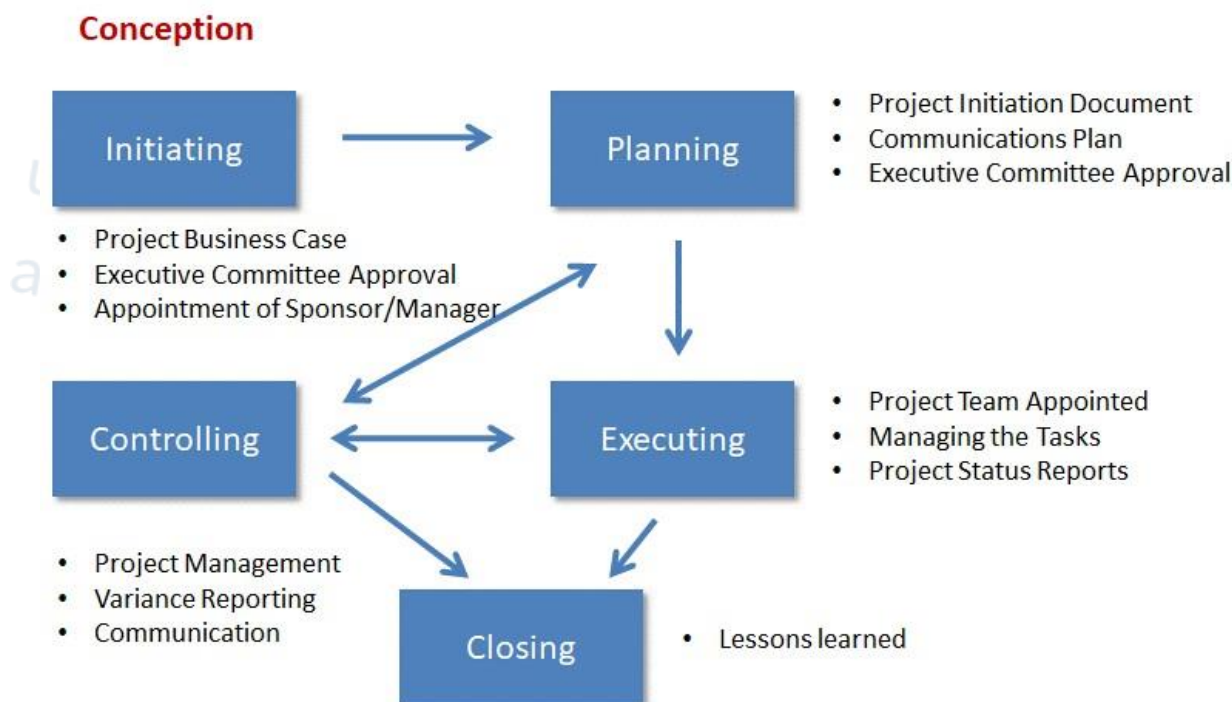 Conception
Initiating
Planning
• Project Initiation Document
• Communications Plan
• Executive Committee Approval
• Project Business Case
• Executive Committee Approval
• Appointment of Sponsor/Manager
Controlling
Executing
• Project Team Appointed
• Managing the Tasks
• Project Status Reports
• Project Management
• Variance Reporting
• Communication
Closing
• Lessons learned